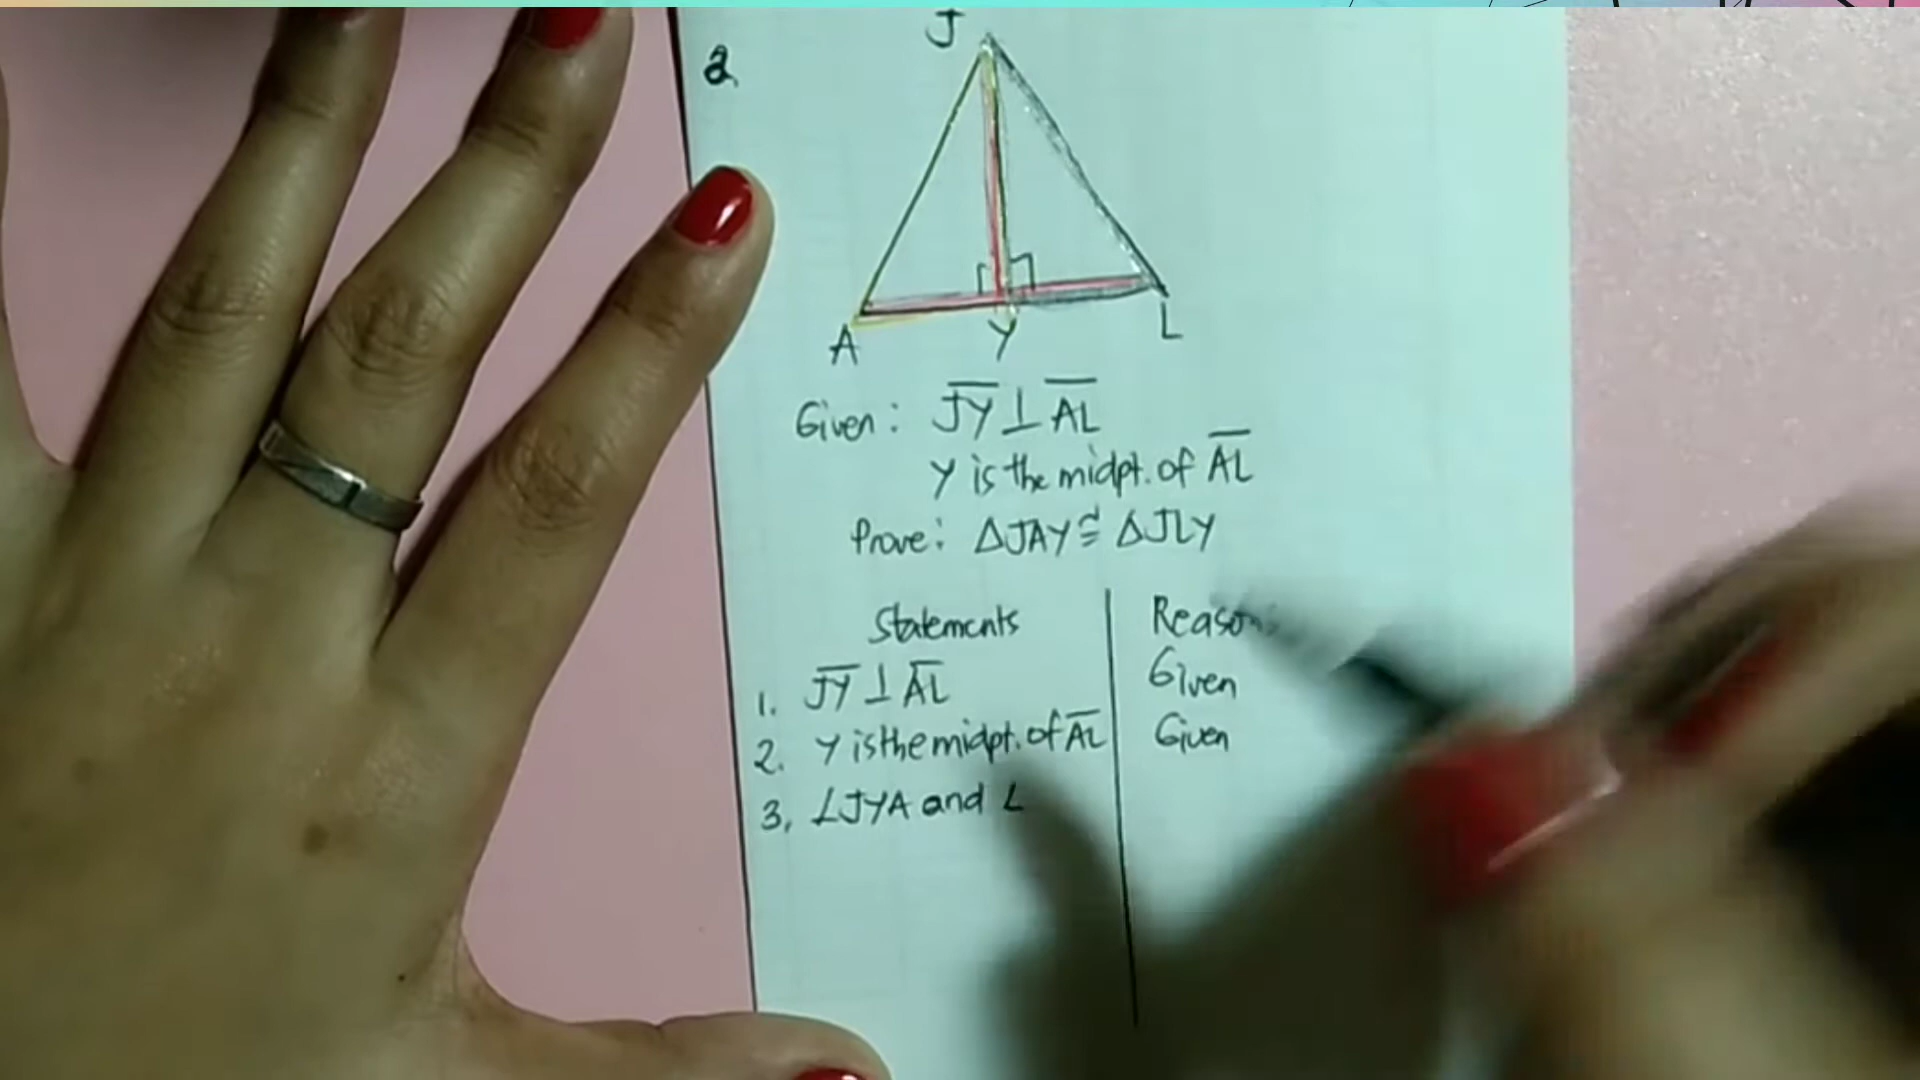 2.
J
A
Y
L
Given: JY ⊥ AL
Y is the midpt. of AL
Prove: ΔJAY ≅ ΔJLY
Statements
Reasons
1. JY ⊥ AL
Given
2. Y is the midpt. of AL
Given
3. ∠JYA and ∠